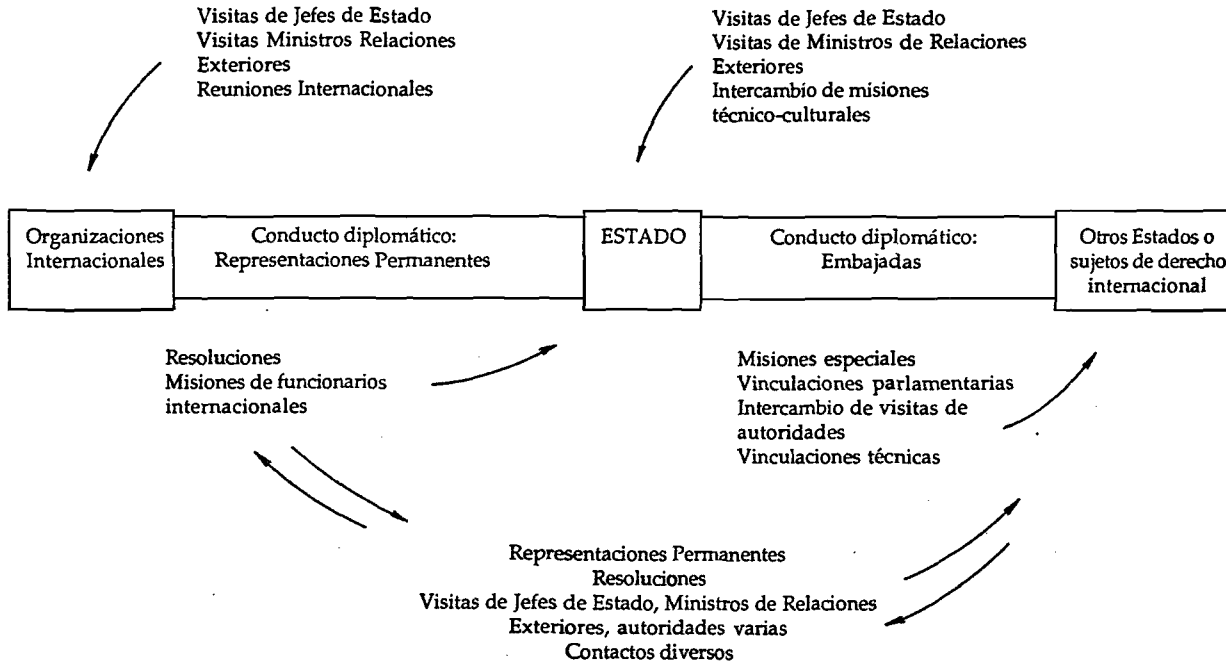 Visitas de Jefes de Estado
Visitas Ministros Relaciones
Exteriores
Reuniones Internacionales
Visitas de Jefes de Estado
Visitas de Ministros de Relaciones
Exteriores
Intercambio de misiones
técnico-culturales
Organizaciones
Internacionales
Conducto diplomático:
Representaciones Permanentes
ESTADO
Conducto diplomático:
Embajadas
Otros Estados o
sujetos de derecho
internacional
Resoluciones
Misiones de funcionarios
internacionales
Misiones especiales
Vinculaciones parlamentarias
Intercambio de visitas de
autoridades
Vinculaciones técnicas
Representaciones Permanentes
Resoluciones
Visitas de Jefes de Estado, Ministros de Relaciones
Exteriores, autoridades varias
Contactos diversos